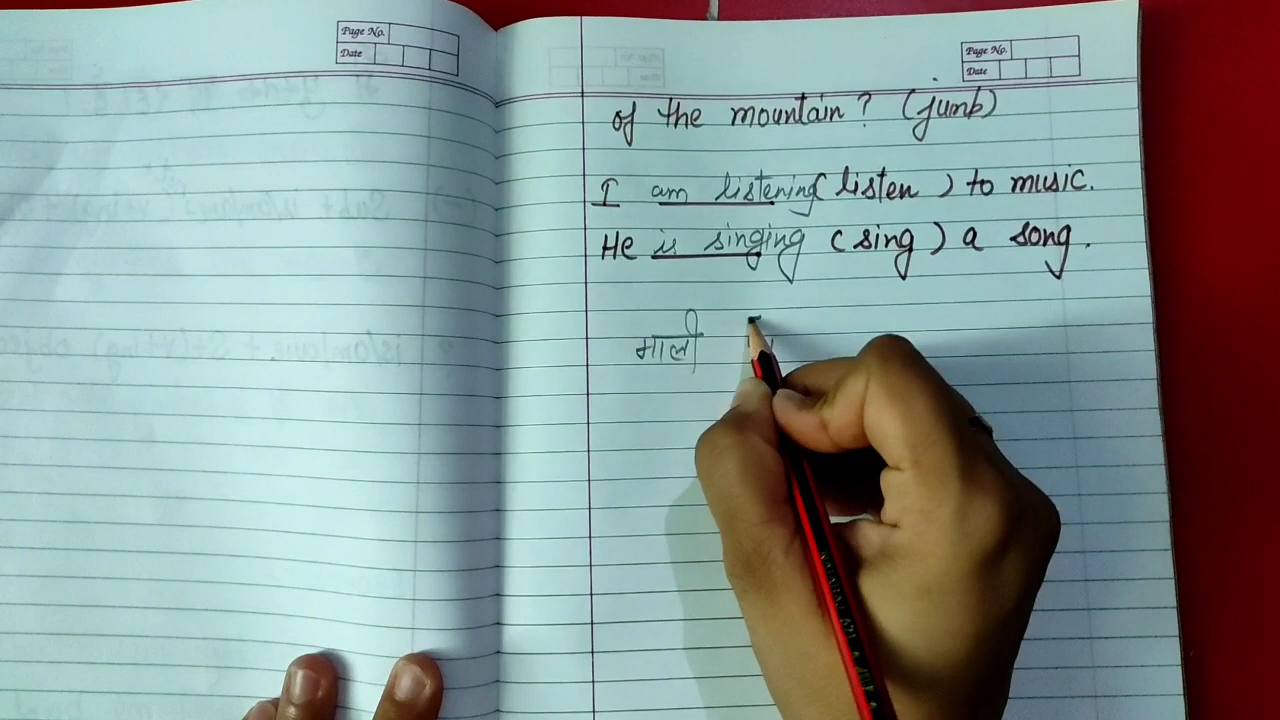 Page No.
Date
Page No.
Date
of the mountain? (jumb)
I am listening (listen) to music.
He is singing (sing) a song.
माली